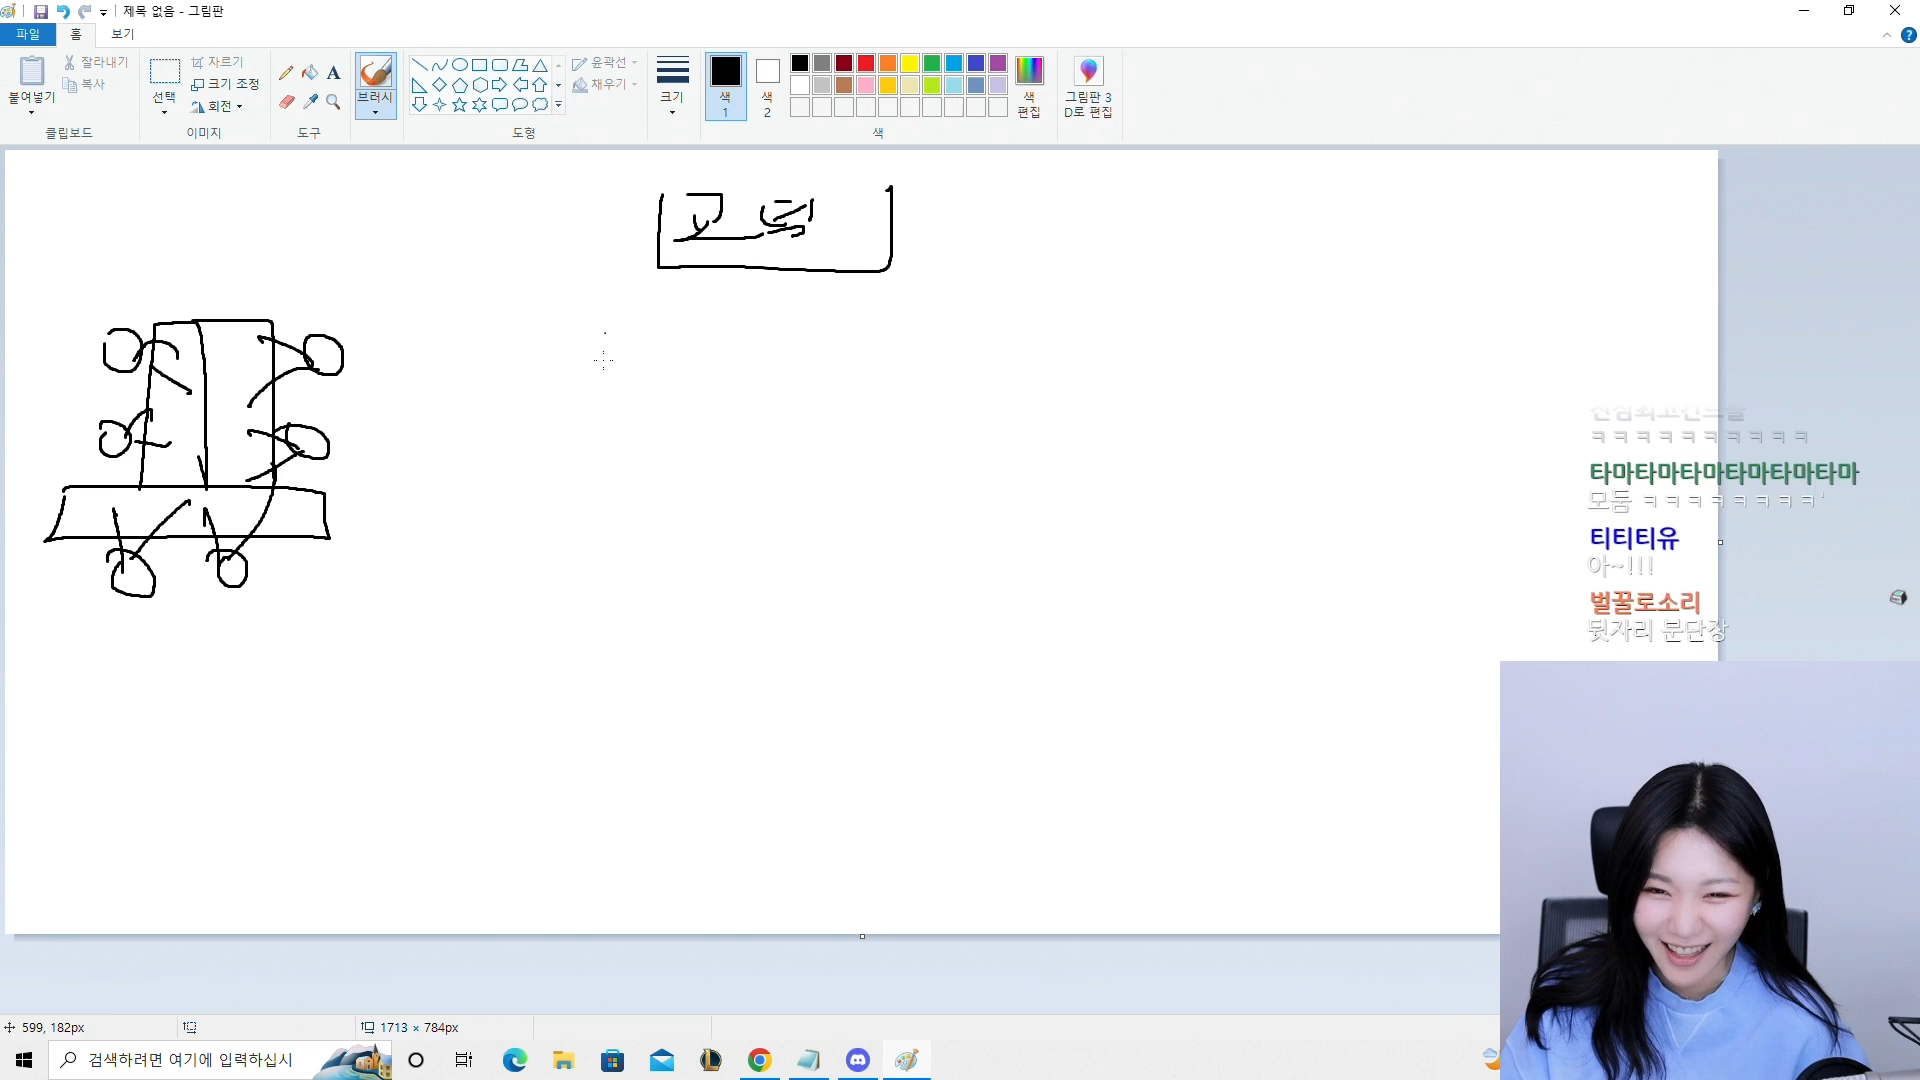 제목 없음 - 그림판
파일 홈 보기
붙여넣기 잘라내기 복사
선택 자르기 크기 조정 회전
A
브러시
윤곽선
채우기
크기
색 1
색 2
색 편집
그림판 3D로 편집
클립보드 이미지 도구 도형 색
교탁
ㅋㅋㅋㅋㅋㅋㅋㅋㅋㅋ
타마타마타마타마타마타마
모둠 ㅋㅋㅋㅋㅋㅋㅋㅋ
티티티유
아~!!!
벌꿀로소리
뒷자리 분단장
599, 182px
1713 × 784px
검색하려면 여기에 입력하십시